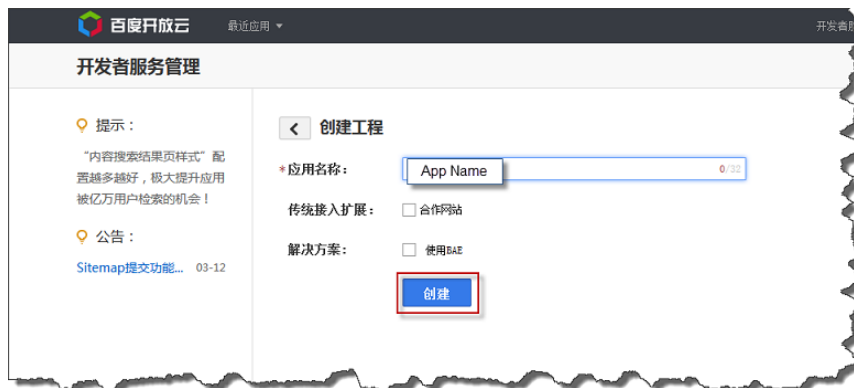 百度开放云 最近应用 开发者服
开发者服务管理
提示：
“内容搜索结果页样式”配
置越多越好，极大提升应用
被亿万用户检索的机会！
公告：
Sitemap提交功能... 03-12
创建工程
*应用名称： App Name 0/32
传统接入扩展： 合作网站
解决方案： 使用BAE
创建